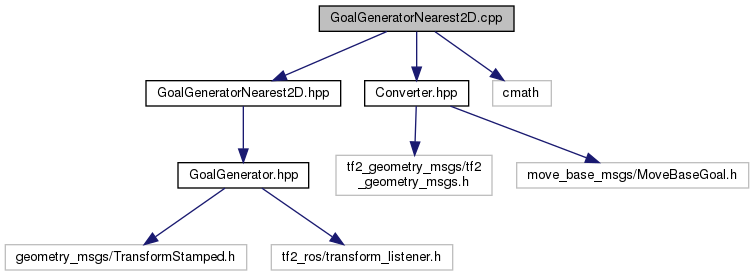 GoalGeneratorNearest2D.cpp
GoalGeneratorNearest2D.hpp
Converter.hpp
cmath
GoalGenerator.hpp
tf2_geometry_msgs/tf2
_geometry_msgs.h
move_base_msgs/MoveBaseGoal.h
geometry_msgs/TransformStamped.h
tf2_ros/transform_listener.h